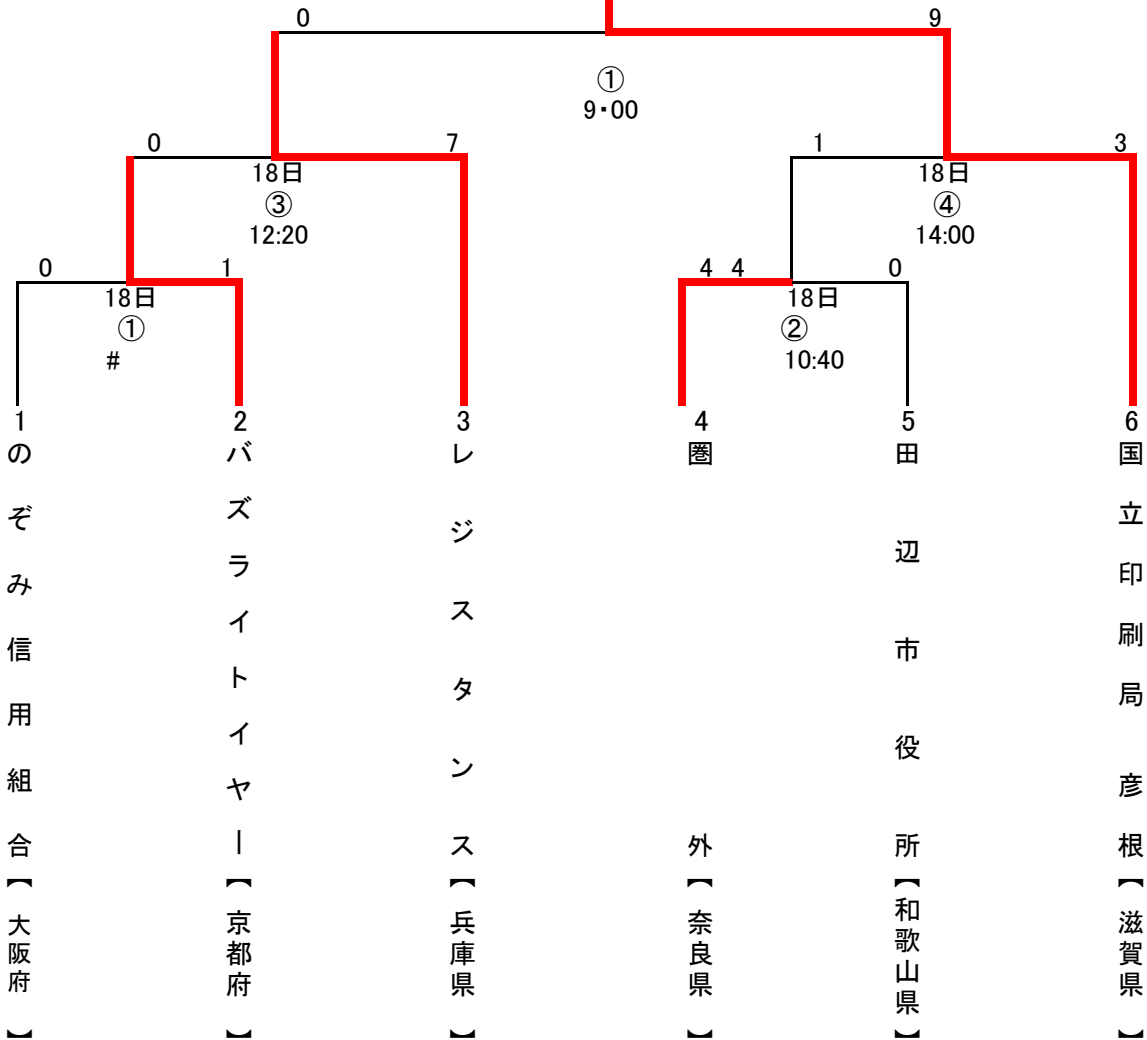 0 9
①
9・00
0 7 1 3
18日 18日
③ ④
12:20 14:00
0 1 4 4 0
18日 18日
① ②
# 10:40
1 2 3 4 5 6
のぞみ信用組合【大阪府】
バズライトイヤー【京都府】
レジスタンス【兵庫県】
圏外【奈良県】
田辺市役所【和歌山県】
国立印刷局彦根【滋賀県】